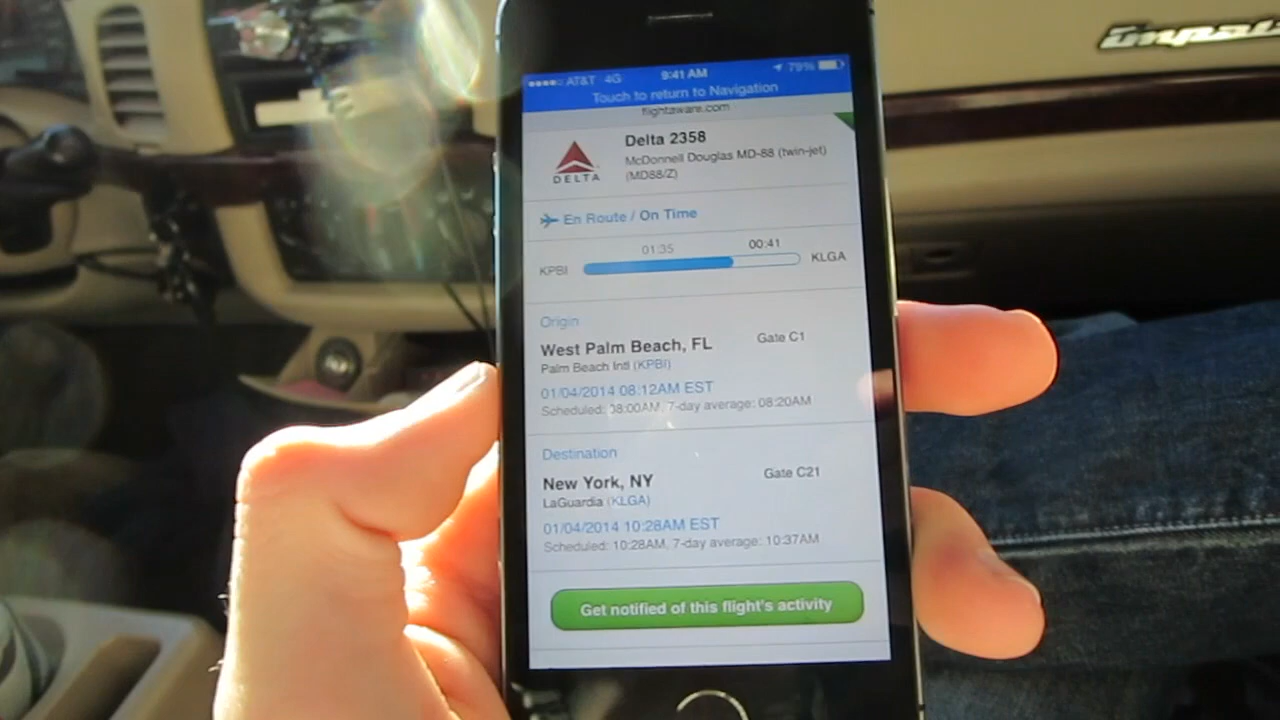 Impala
AT&T 4G 9:41 AM 79%
Touch to return to Navigation
flightaware.com
DELTA
Delta 2358
McDonnell Douglas MD-88 (twin-jet)
(MD88/Z)
En Route / On Time
01:35 00:41
KPBI KLGA
Origin
West Palm Beach, FL Gate C1
Palm Beach Intl (KPBI)
01/04/2014 08:12AM EST
Scheduled: 08:00AM, 7-day average: 08:20AM
Destination
New York, NY Gate C21
LaGuardia (KLGA)
01/04/2014 10:28AM EST
Scheduled: 10:28AM, 7-day average: 10:37AM
Get notified of this flight's activity